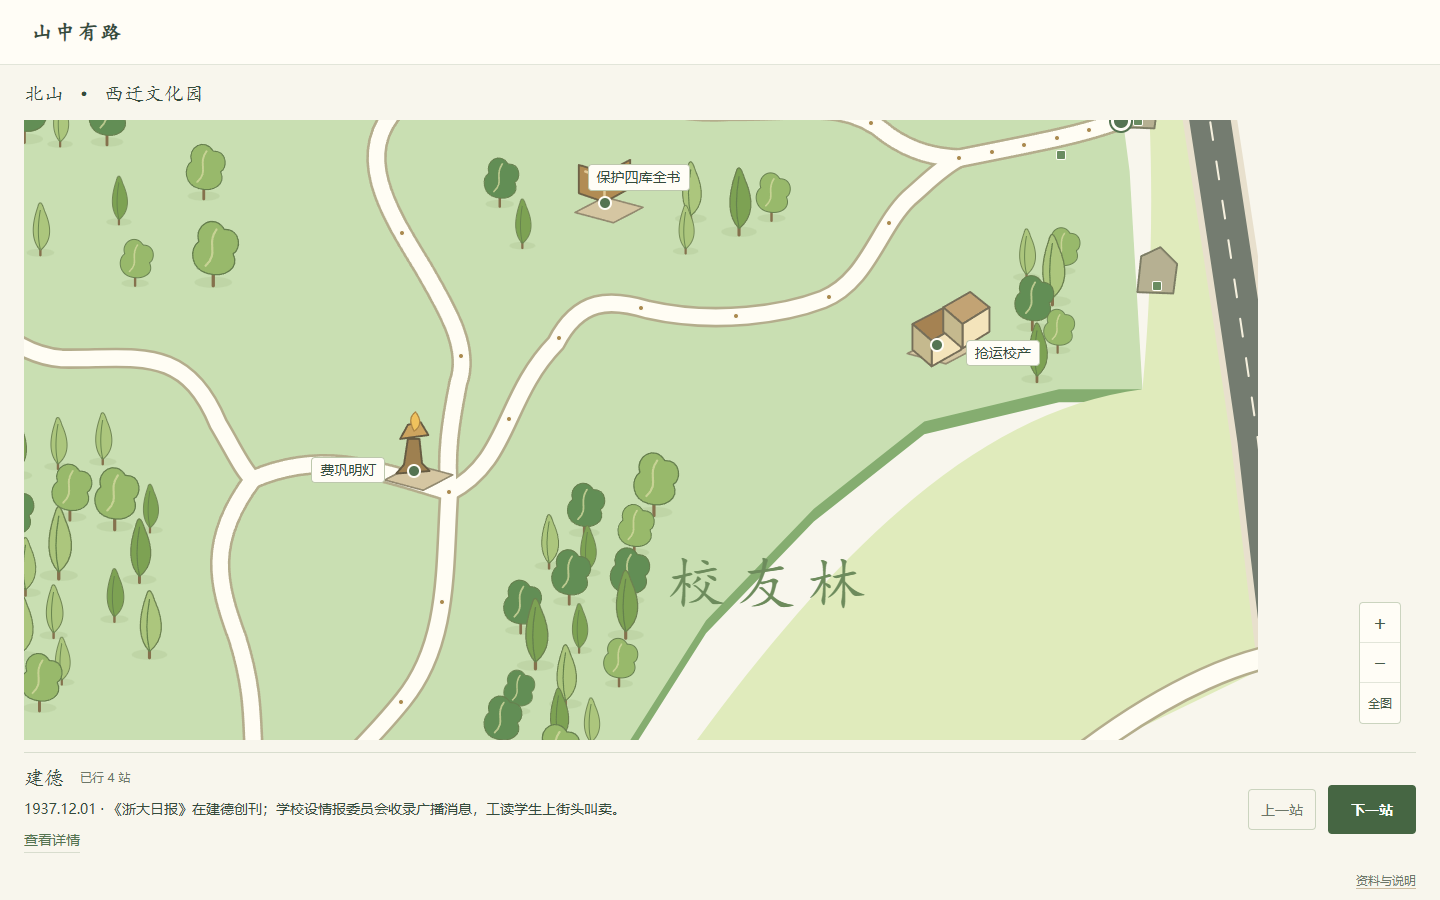 山中有路
北山 • 西迁文化园
保护四库全书
抢运校产
费巩明灯
校友林
+
−
全图
建德 已行 4 站
1937.12.01 · 《浙大日报》在建德创刊；学校设情报委员会收录广播消息，工读学生上街头叫卖。
查看详情
上一站
下一站
资料与说明